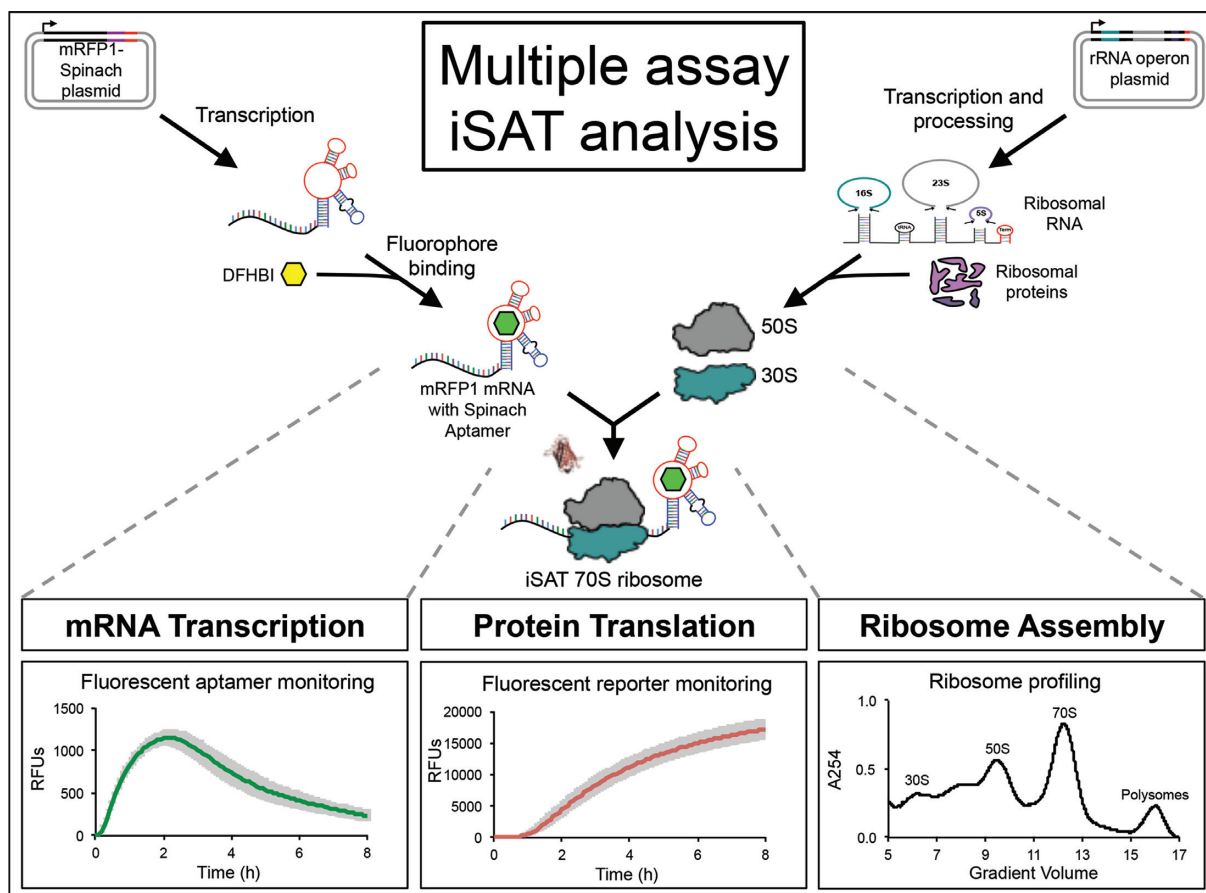 mRFP1-
Spinach
plasmid
Multiple assay
iSAT analysis
rRNA operon
plasmid
Transcription
Transcription and
processing
16S
23S
5S
tRNA
Term
Ribosomal
RNA
DFHBI
Fluorophore
binding
Ribosomal
proteins
50S
30S
mRFP1 mRNA
with Spinach
Aptamer
iSAT 70S ribosome
mRNA Transcription
Fluorescent aptamer monitoring
RFUs
1500
1000
500
0
0 2 4 6 8
Time (h)
Protein Translation
Fluorescent reporter monitoring
RFUs
20000
15000
10000
5000
0
0 2 4 6 8
Time (h)
Ribosome Assembly
Ribosome profiling
A254
1.0
0.5
0.0
30S
50S
70S
Polysomes
5 7 9 11 13 15 17
Gradient Volume